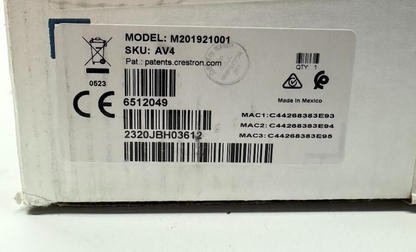 MODEL: M201921001
SKU: AV4
Pat.: patents.crestron.com
QTY: 1
0523
CE
6512049
Made in Mexico
2320JBH03612
MAC1:C44268383E93
MAC2: C44268383E94
MAC3: C44268383E95